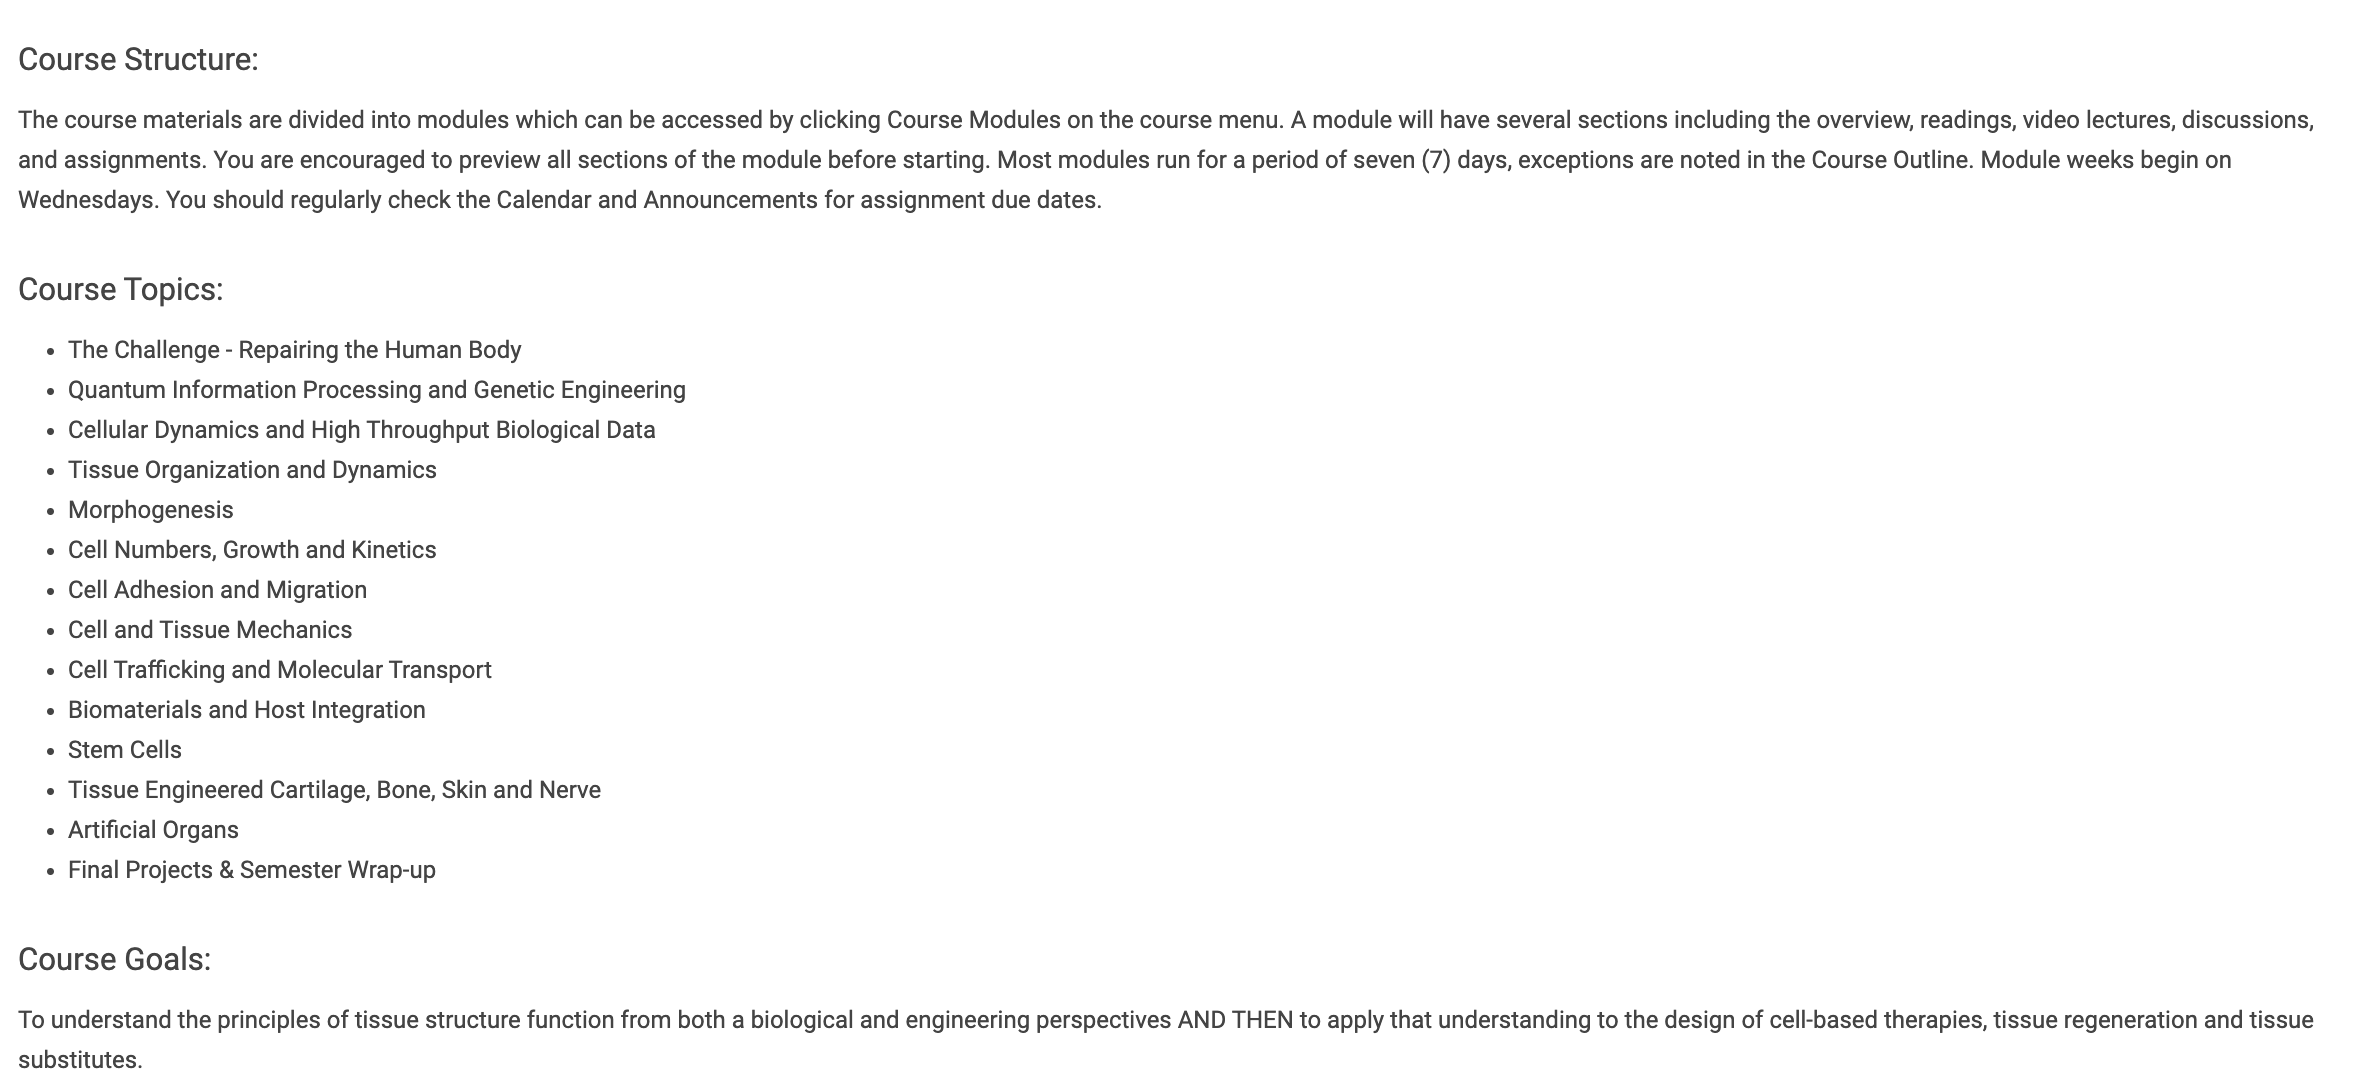 Course Structure:
The course materials are divided into modules which can be accessed by clicking Course Modules on the course menu. A module will have several sections including the overview, readings, video lectures, discussions,
and assignments. You are encouraged to preview all sections of the module before starting. Most modules run for a period of seven (7) days, exceptions are noted in the Course Outline. Module weeks begin on
Wednesdays. You should regularly check the Calendar and Announcements for assignment due dates.
Course Topics:
• The Challenge - Repairing the Human Body
• Quantum Information Processing and Genetic Engineering
• Cellular Dynamics and High Throughput Biological Data
• Tissue Organization and Dynamics
• Morphogenesis
• Cell Numbers, Growth and Kinetics
• Cell Adhesion and Migration
• Cell and Tissue Mechanics
• Cell Trafficking and Molecular Transport
• Biomaterials and Host Integration
• Stem Cells
• Tissue Engineered Cartilage, Bone, Skin and Nerve
• Artificial Organs
• Final Projects & Semester Wrap-up
Course Goals:
To understand the principles of tissue structure function from both a biological and engineering perspectives AND THEN to apply that understanding to the design of cell-based therapies, tissue regeneration and tissue
substitutes.